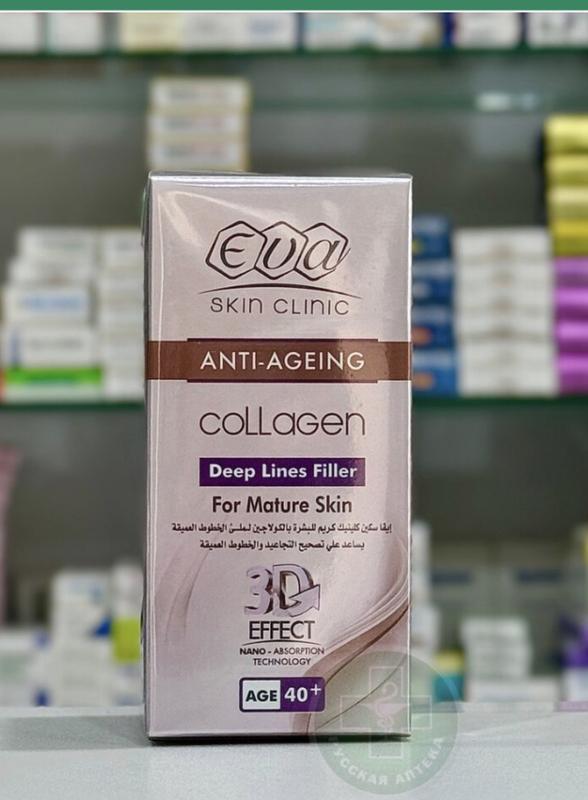 Eva
SKIN CLINIC
ANTI-AGEING
collagen
Deep Lines Filler
For Mature Skin
إيڤا سكين كلينيك كريم للبشرة بالكولاجين لملئ الخطوط العميقة
يساعد علي تصحيح التجاعيد والخطوط العميقة
3D
EFFECT
NANO - ABSORPTION
TECHNOLOGY
AGE 40+
РУССКАЯ АПТЕКА